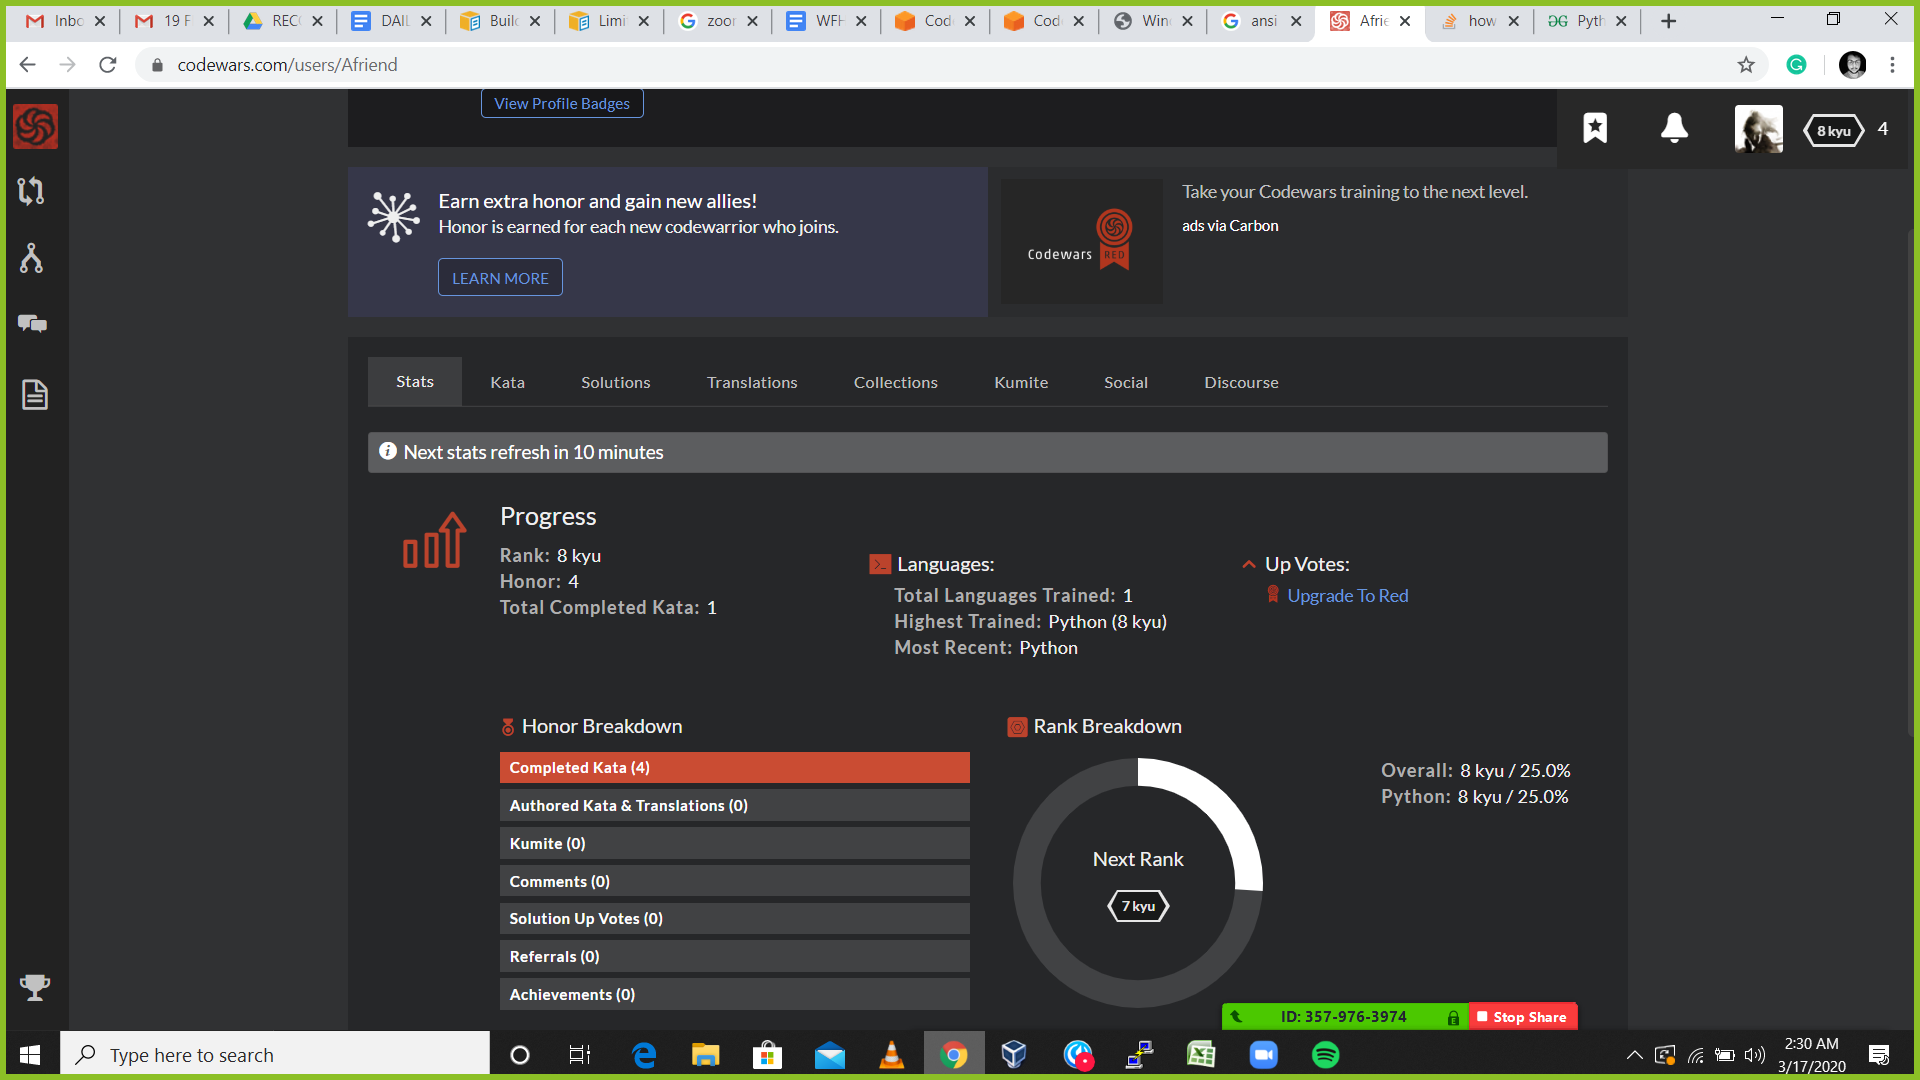 Inbo
19 F
REC
DAIL
Build
Limi
zoor
WFH
Code
Code
Win
ansi
Afrie
how
Pyth
codewars.com/users/Afriend
View Profile Badges
8 kyu
4
Earn extra honor and gain new allies!
Honor is earned for each new codewarrior who joins.
LEARN MORE
Codewars
RED
Take your Codewars training to the next level.
ads via Carbon
Stats
Kata
Solutions
Translations
Collections
Kumite
Social
Discourse
Next stats refresh in 10 minutes
Progress
Rank: 8 kyu
Honor: 4
Total Completed Kata: 1
Languages:
Total Languages Trained: 1
Highest Trained: Python (8 kyu)
Most Recent: Python
Up Votes:
Upgrade To Red
Honor Breakdown
Completed Kata (4)
Authored Kata & Translations (0)
Kumite (0)
Comments (0)
Solution Up Votes (0)
Referrals (0)
Achievements (0)
Rank Breakdown
Next Rank
7 kyu
Overall: 8 kyu / 25.0%
Python: 8 kyu / 25.0%
ID: 357-976-3974
Stop Share
Type here to search
2:30 AM
3/17/2020